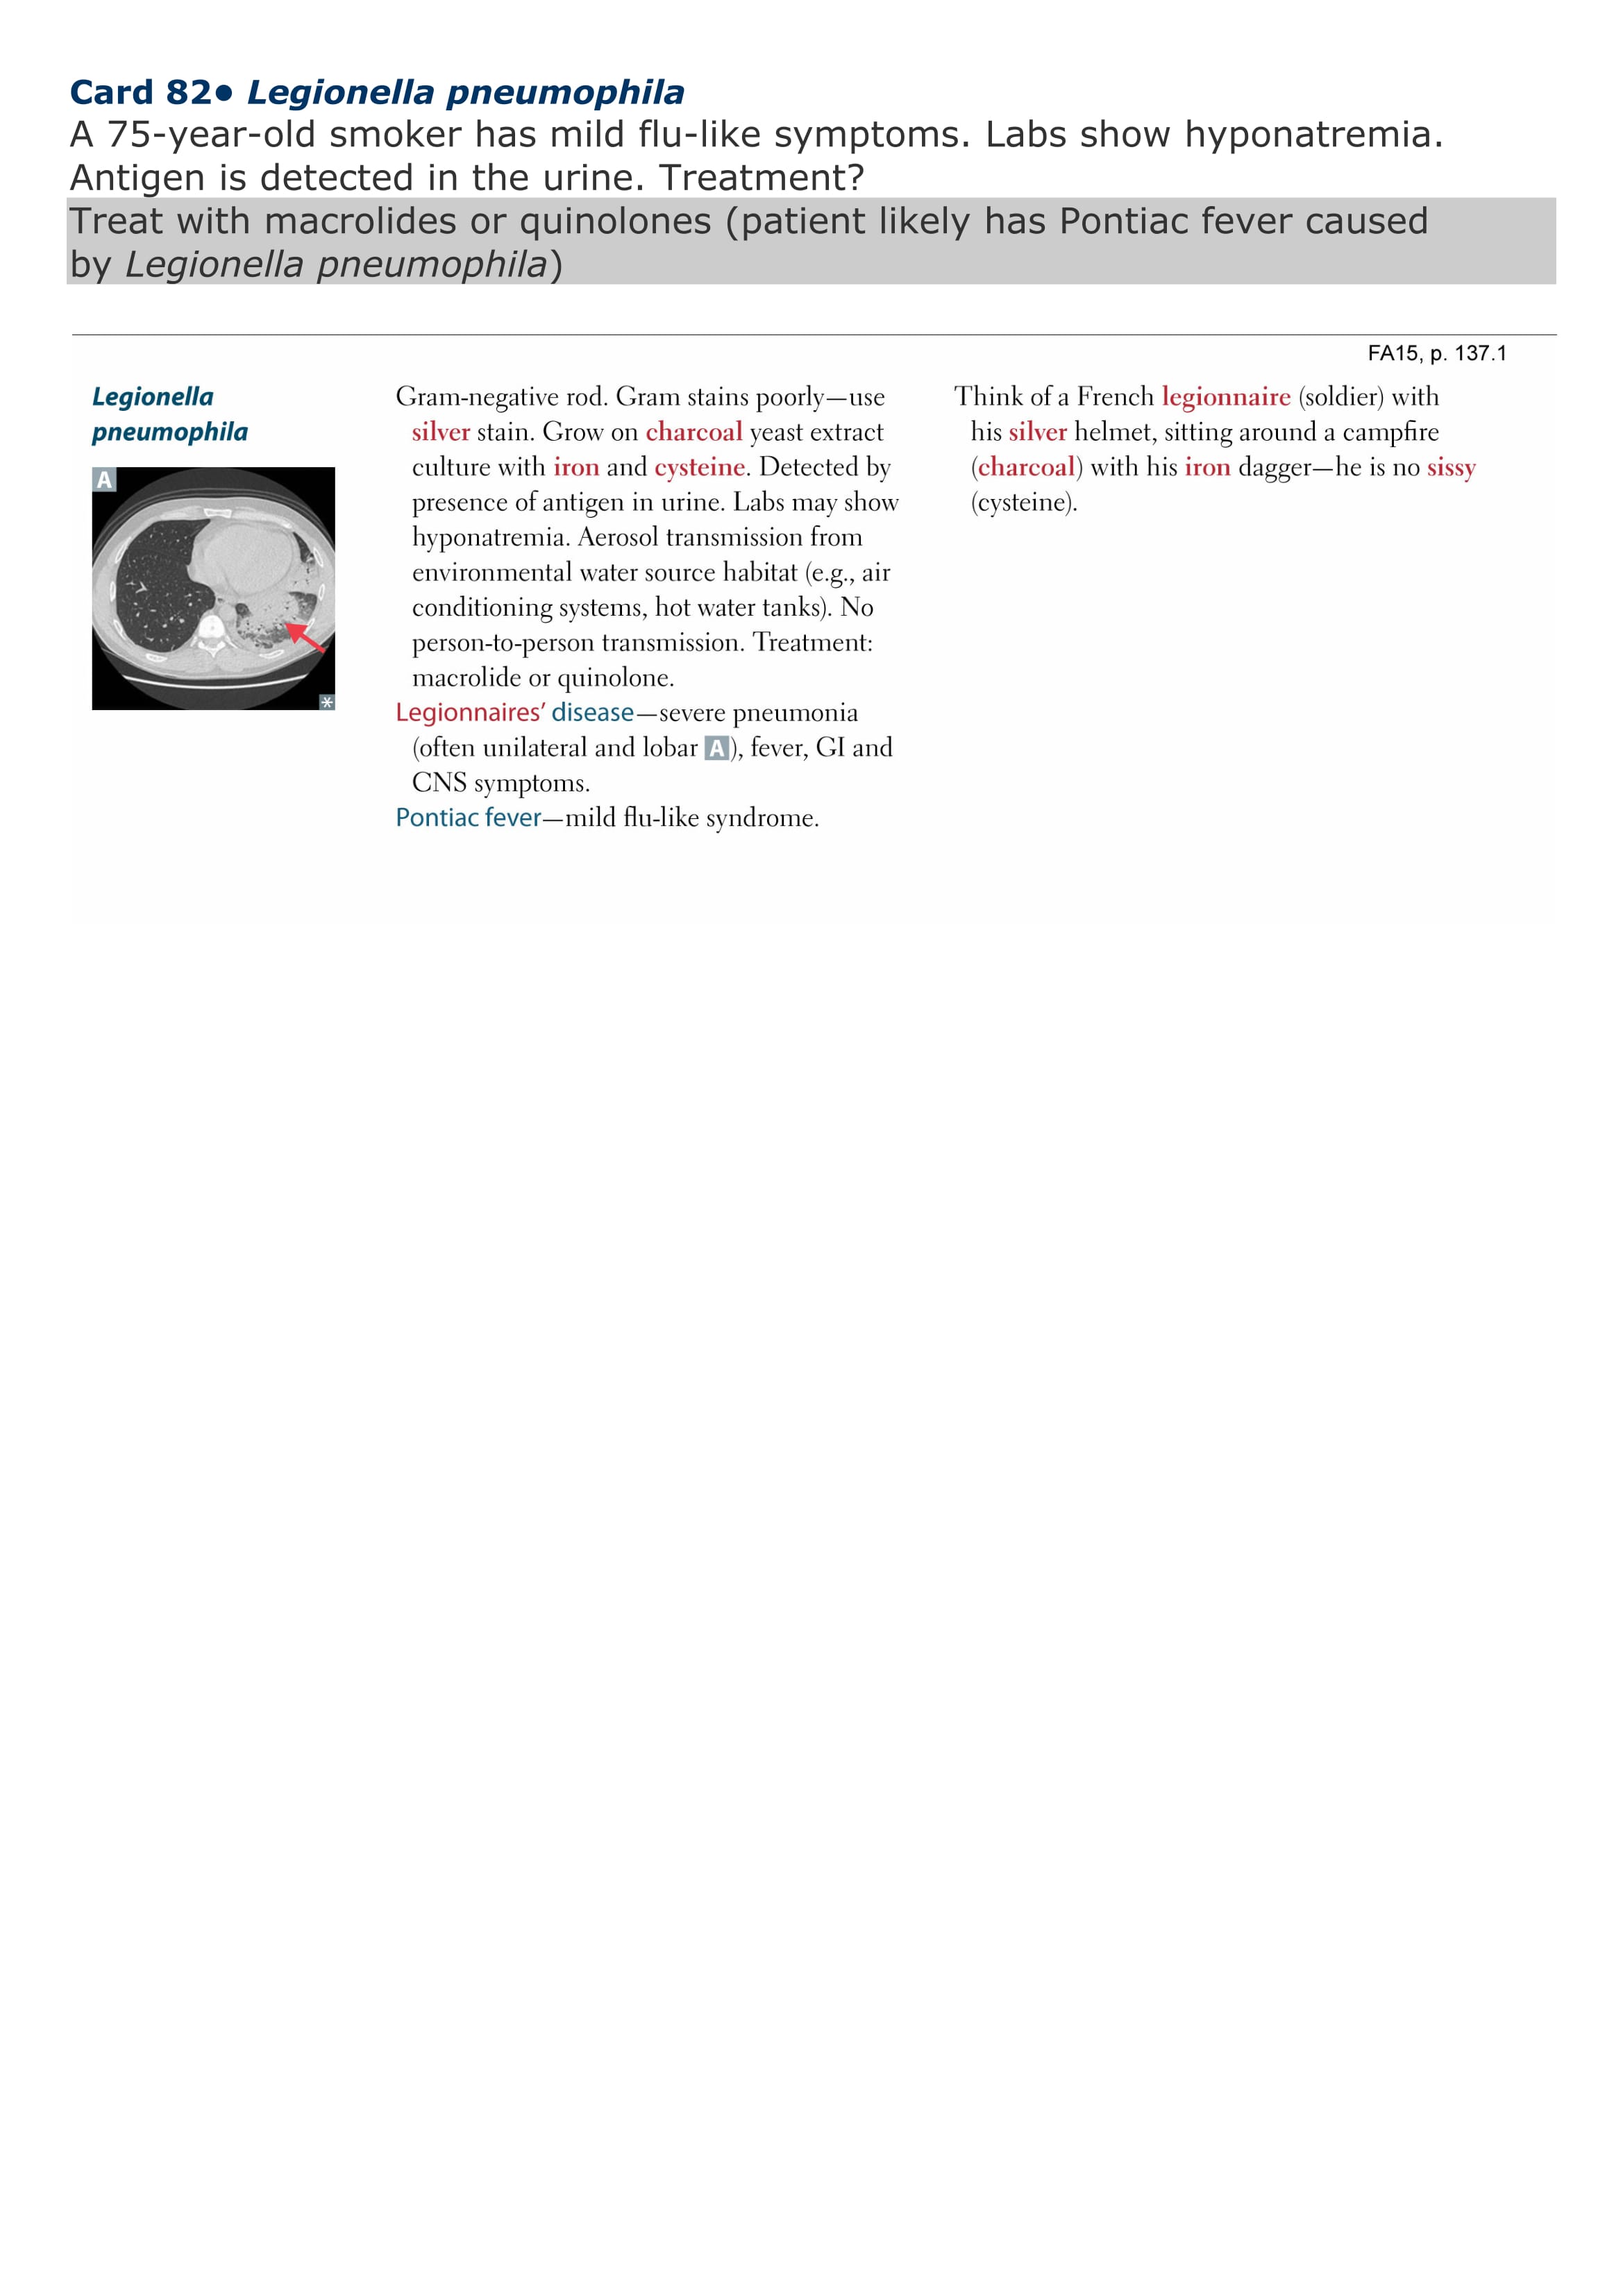 Card 82• Legionella pneumophila
A 75-year-old smoker has mild flu-like symptoms. Labs show hyponatremia.
Antigen is detected in the urine. Treatment?
Treat with macrolides or quinolones (patient likely has Pontiac fever caused
by Legionella pneumophila)
FA15, p. 137.1
Legionella
pneumophila
A
*
Gram-negative rod. Gram stains poorly—use
silver stain. Grow on charcoal yeast extract
culture with iron and cysteine. Detected by
presence of antigen in urine. Labs may show
hyponatremia. Aerosol transmission from
environmental water source habitat (e.g., air
conditioning systems, hot water tanks). No
person-to-person transmission. Treatment:
macrolide or quinolone.
Legionnaires’ disease—severe pneumonia
(often unilateral and lobar A), fever, GI and
CNS symptoms.
Pontiac fever—mild flu-like syndrome.
Think of a French legionnaire (soldier) with
his silver helmet, sitting around a campfire
(charcoal) with his iron dagger—he is no sissy
(cysteine).